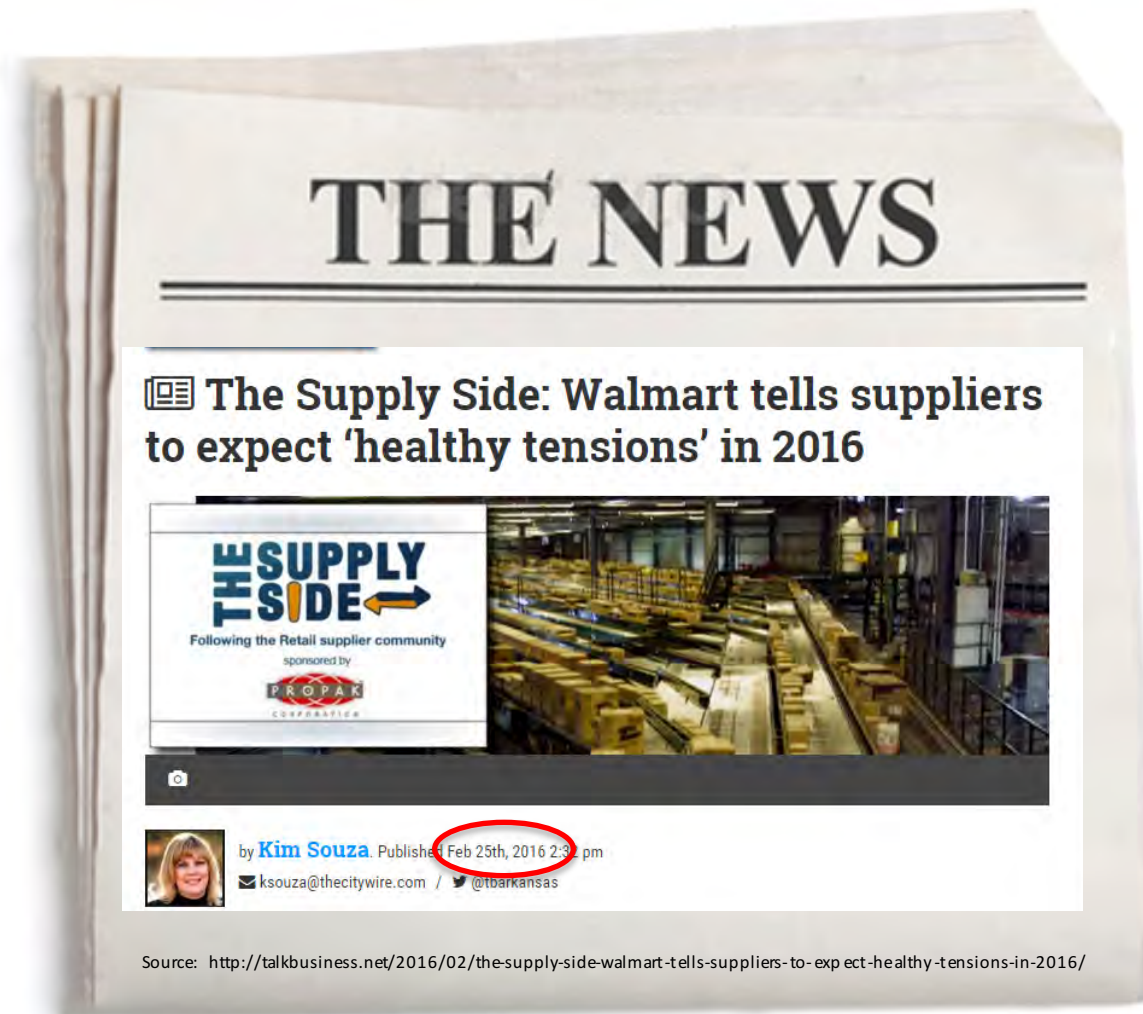 THE NEWS
The Supply Side: Walmart tells suppliers
to expect ‘healthy tensions’ in 2016
THE SUPPLY
SIDE
Following the Retail supplier community
sponsored by
PROPAK
CORPORATION
by Kim Souza. Published Feb 25th, 2016 2:32 pm
ksouza@thecitywire.com / @tbarkansas
Source: http://talkbusiness.net/2016/02/the-supply-side-walmart-tells-suppliers-to-expect-healthy-tensions-in-2016/